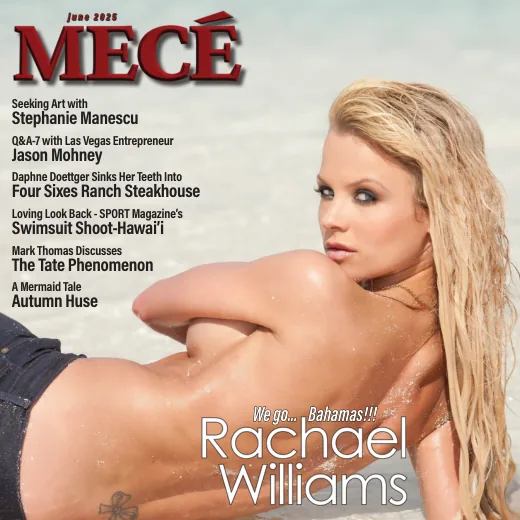 june 2025
MECÉ
Seeking Art with
Stephanie Manescu
Q&A-7 with Las Vegas Entrepreneur
Jason Mohney
Daphne Doettger Sinks Her Teeth Into
Four Sixes Ranch Steakhouse
Loving Look Back - SPORT Magazine's
Swimsuit Shoot-Hawai'i
Mark Thomas Discusses
The Tate Phenomenon
A Mermaid Tale
Autumn Huse
We go... Bahamas!!!
Rachael
Williams